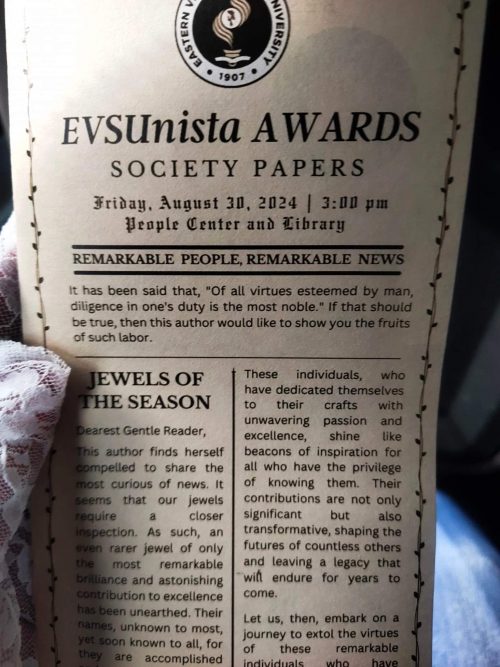 EASTERN V
NIVERSITY
1907
EVSUnista AWARDS
SOCIETY PAPERS
Friday, August 30, 2024 | 3:00 pm
People Center and Library
REMARKABLE PEOPLE, REMARKABLE NEWS
It has been said that, "Of all virtues esteemed by man,
diligence in one's duty is the most noble." If that should
be true, then this author would like to show you the fruits
of such labor.
JEWELS OF
THE SEASON
Dearest Gentle Reader,
This author finds herself
compelled to share the
most curious of news. It
seems that our jewels
require a closer
inspection. As such, an
even rarer jewel of only
the most remarkable
brilliance and astonishing
contribution to excellence
has been unearthed. Their
names, unknown to most,
yet soon known to all, for
they are accomplished
These individuals, who
have dedicated themselves
to their crafts with
unwavering passion and
excellence, shine like
beacons of inspiration for
all who have the privilege
of knowing them. Their
contributions are not only
significant but also
transformative, shaping the
futures of countless others
and leaving a legacy that
will endure for years to
come.
Let us, then, embark on a
journey to extol the virtues
of these remarkable
individuals who have